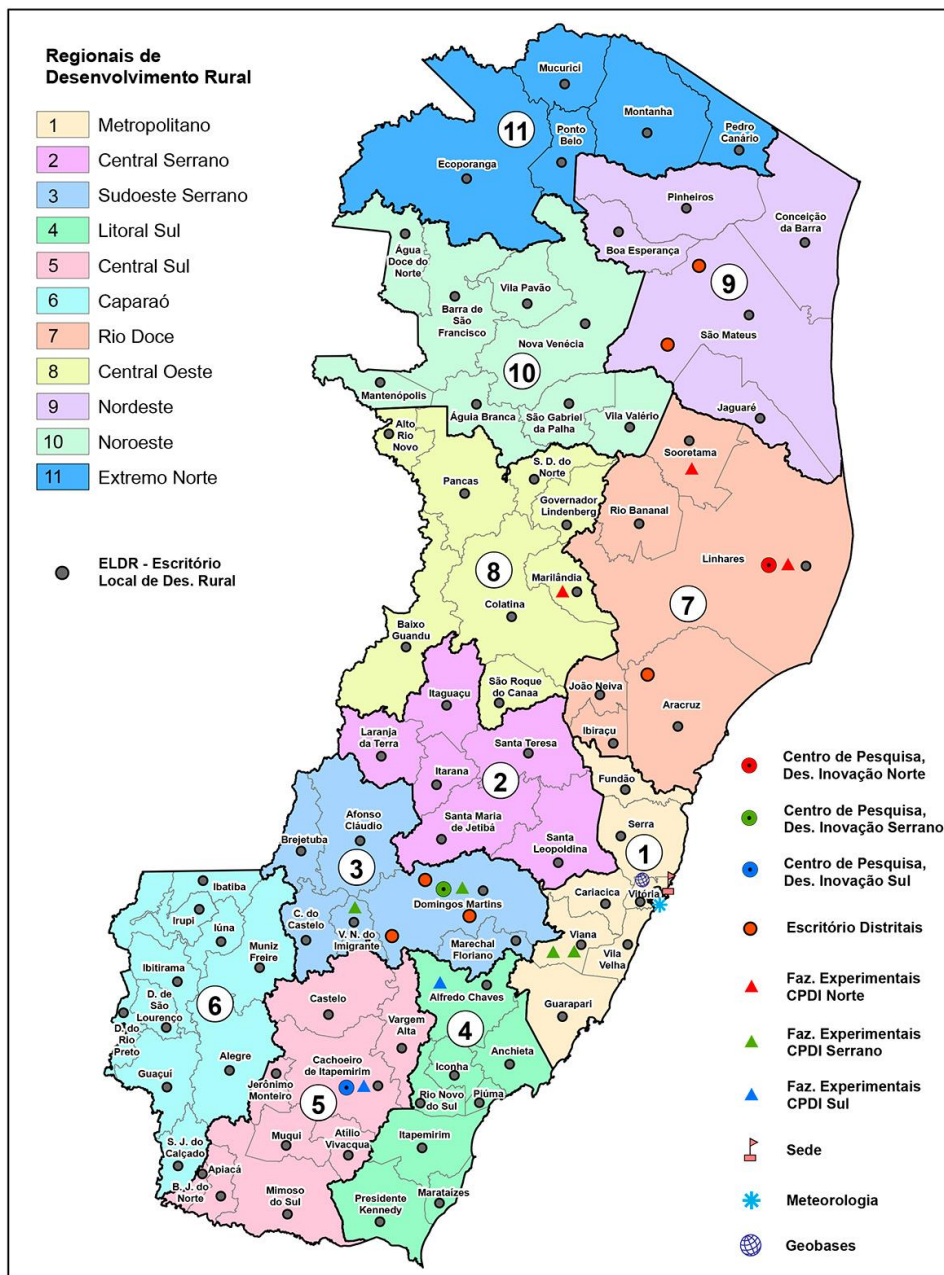 Regionais de
Desenvolvimento Rural
1 Metropolitano
2 Central Serrano
3 Sudoeste Serrano
4 Litoral Sul
5 Central Sul
6 Caparaó
7 Rio Doce
8 Central Oeste
9 Nordeste
10 Noroeste
11 Extremo Norte
ELDR - Escritório
Local de Des. Rural
Mucurici
Montanha
Ponto
Belo
Pedro
Canário
11
Ecoporanga
Pinheiros
Conceição
da Barra
Boa Esperança
Água
Doce do
Norte
9
Vila Pavão
Barra de
São
Francisco
São Mateus
Nova Venécia
10
Mantenópolis
Águia Branca
São Gabriel
da Palha
Vila Valério
Jaguaré
Alto
Rio
Novo
Sooretama
S. D. do
Norte
Pancas
Governador
Lindenberg
Rio Bananal
8
Linhares
Marilândia
Colatina
7
Baixo
Guandu
São Roque
do Canaa
João Neiva
Itaguaçu
Aracruz
Laranja
da Terra
Ibiraçu
Santa Teresa
Itarana
2
Fundão
Santa Maria
de Jetibá
Santa
Leopoldina
Serra
Afonso
Cláudio
Brejetuba
3
1
Ibatiba
Domingos Martins
Cariacica
Vitória
Irupi
Iúna
C. do
Castelo
V. N. do
Imigrante
Viana
Vila
Velha
Marechal
Floriano
Muniz
Freire
Ibitirama
Guarapari
Castelo
Alfredo Chaves
6
D. de
São
Lourenço
D. do
Rio
Preto
Vargem
Alta
4
Anchieta
Alegre
Cachoeiro
de Itapemirim
Iconha
Guaçuí
Jerônimo
Monteiro
5
Rio Novo
do Sul
Piúma
Muqui
Atílio
Vivacqua
Itapemirim
S. J. do
Calçado
Apiacá
B. J. do
Norte
Mimoso
do Sul
Presidente
Kennedy
Marataizes
Centro de Pesquisa,
Des. Inovação Norte
Centro de Pesquisa,
Des. Inovação Serrano
Centro de Pesquisa,
Des. Inovação Sul
Escritório Distritais
Faz. Experimentais
CPDI Norte
Faz. Experimentais
CPDI Serrano
Faz. Experimentais
CPDI Sul
Sede
Meteorologia
Geobases